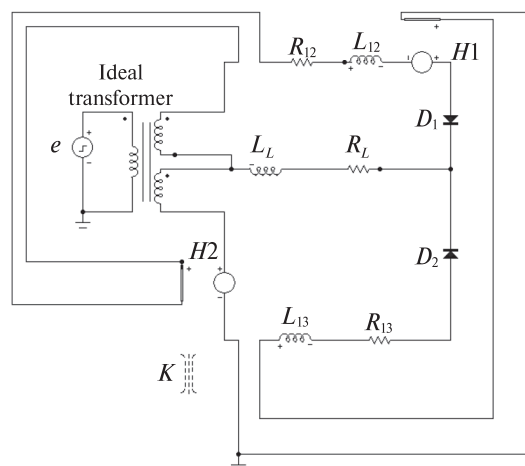 R12
L12
H1
Ideal
transformer
D1
e
LL
RL
H2
D2
L13
R13
K